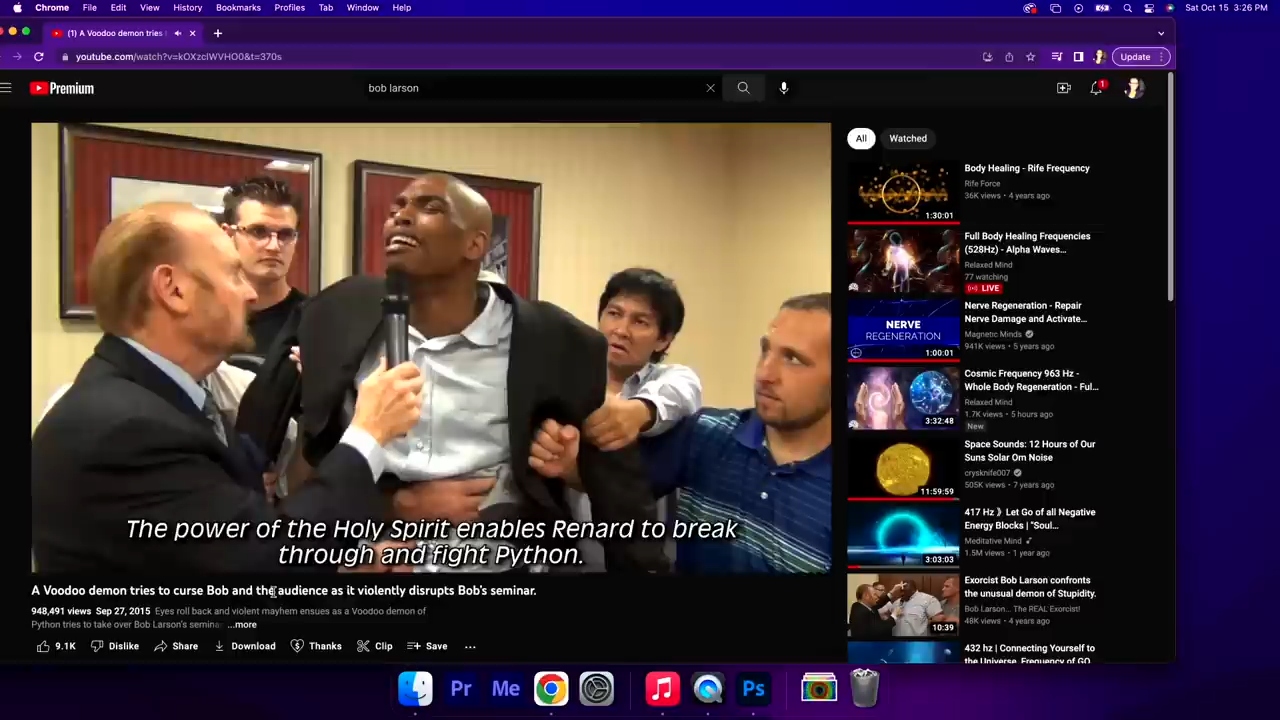 Chrome File Edit View History Bookmarks Profiles Tab Window Help Sat Oct 15 3:26 PM
(1) A Voodoo demon tries
youtube.com/watch?v=kOXzcIWVHO0&t=370s Update
Premium bob larson 1
The power of the Holy Spirit enables Renard to break
through and fight Python.
A Voodoo demon tries to curse Bob and the audience as it violently disrupts Bob's seminar.
948,491 views Sep 27, 2015 Eyes roll back and violent mayhem ensues as a Voodoo demon of
Python tries to take over Bob Larson's semina ...more
9.1K Dislike Share Download Thanks Clip Save ...
All Watched
Body Healing - Rife Frequency
Rife Force
36K views • 4 years ago
1:30:01
Full Body Healing Frequencies
(528Hz) - Alpha Waves...
Relaxed Mind
77 watching
LIVE
Nerve Regeneration - Repair
Nerve Damage and Activate...
Magnetic Minds
941K views • 5 years ago
NERVE
REGENERATION
1:00:01
Cosmic Frequency 963 Hz -
Whole Body Regeneration - Ful...
Relaxed Mind
1.7K views • 5 hours ago
New
3:32:48
Space Sounds: 12 Hours of Our
Suns Solar Om Noise
crysknife007
505K views • 7 years ago
11:59:59
417 Hz 》Let Go of all Negative
Energy Blocks | "Soul...
Meditative Mind
1.5M views • 1 year ago
3:03:03
Exorcist Bob Larson confronts
the unusual demon of Stupidity.
Bob Larson... The REAL Exorcist!
48K views • 4 years ago
10:39
432 hz | Connecting Yourself to
the Universe, Frequency of GO
Pr Me Ps